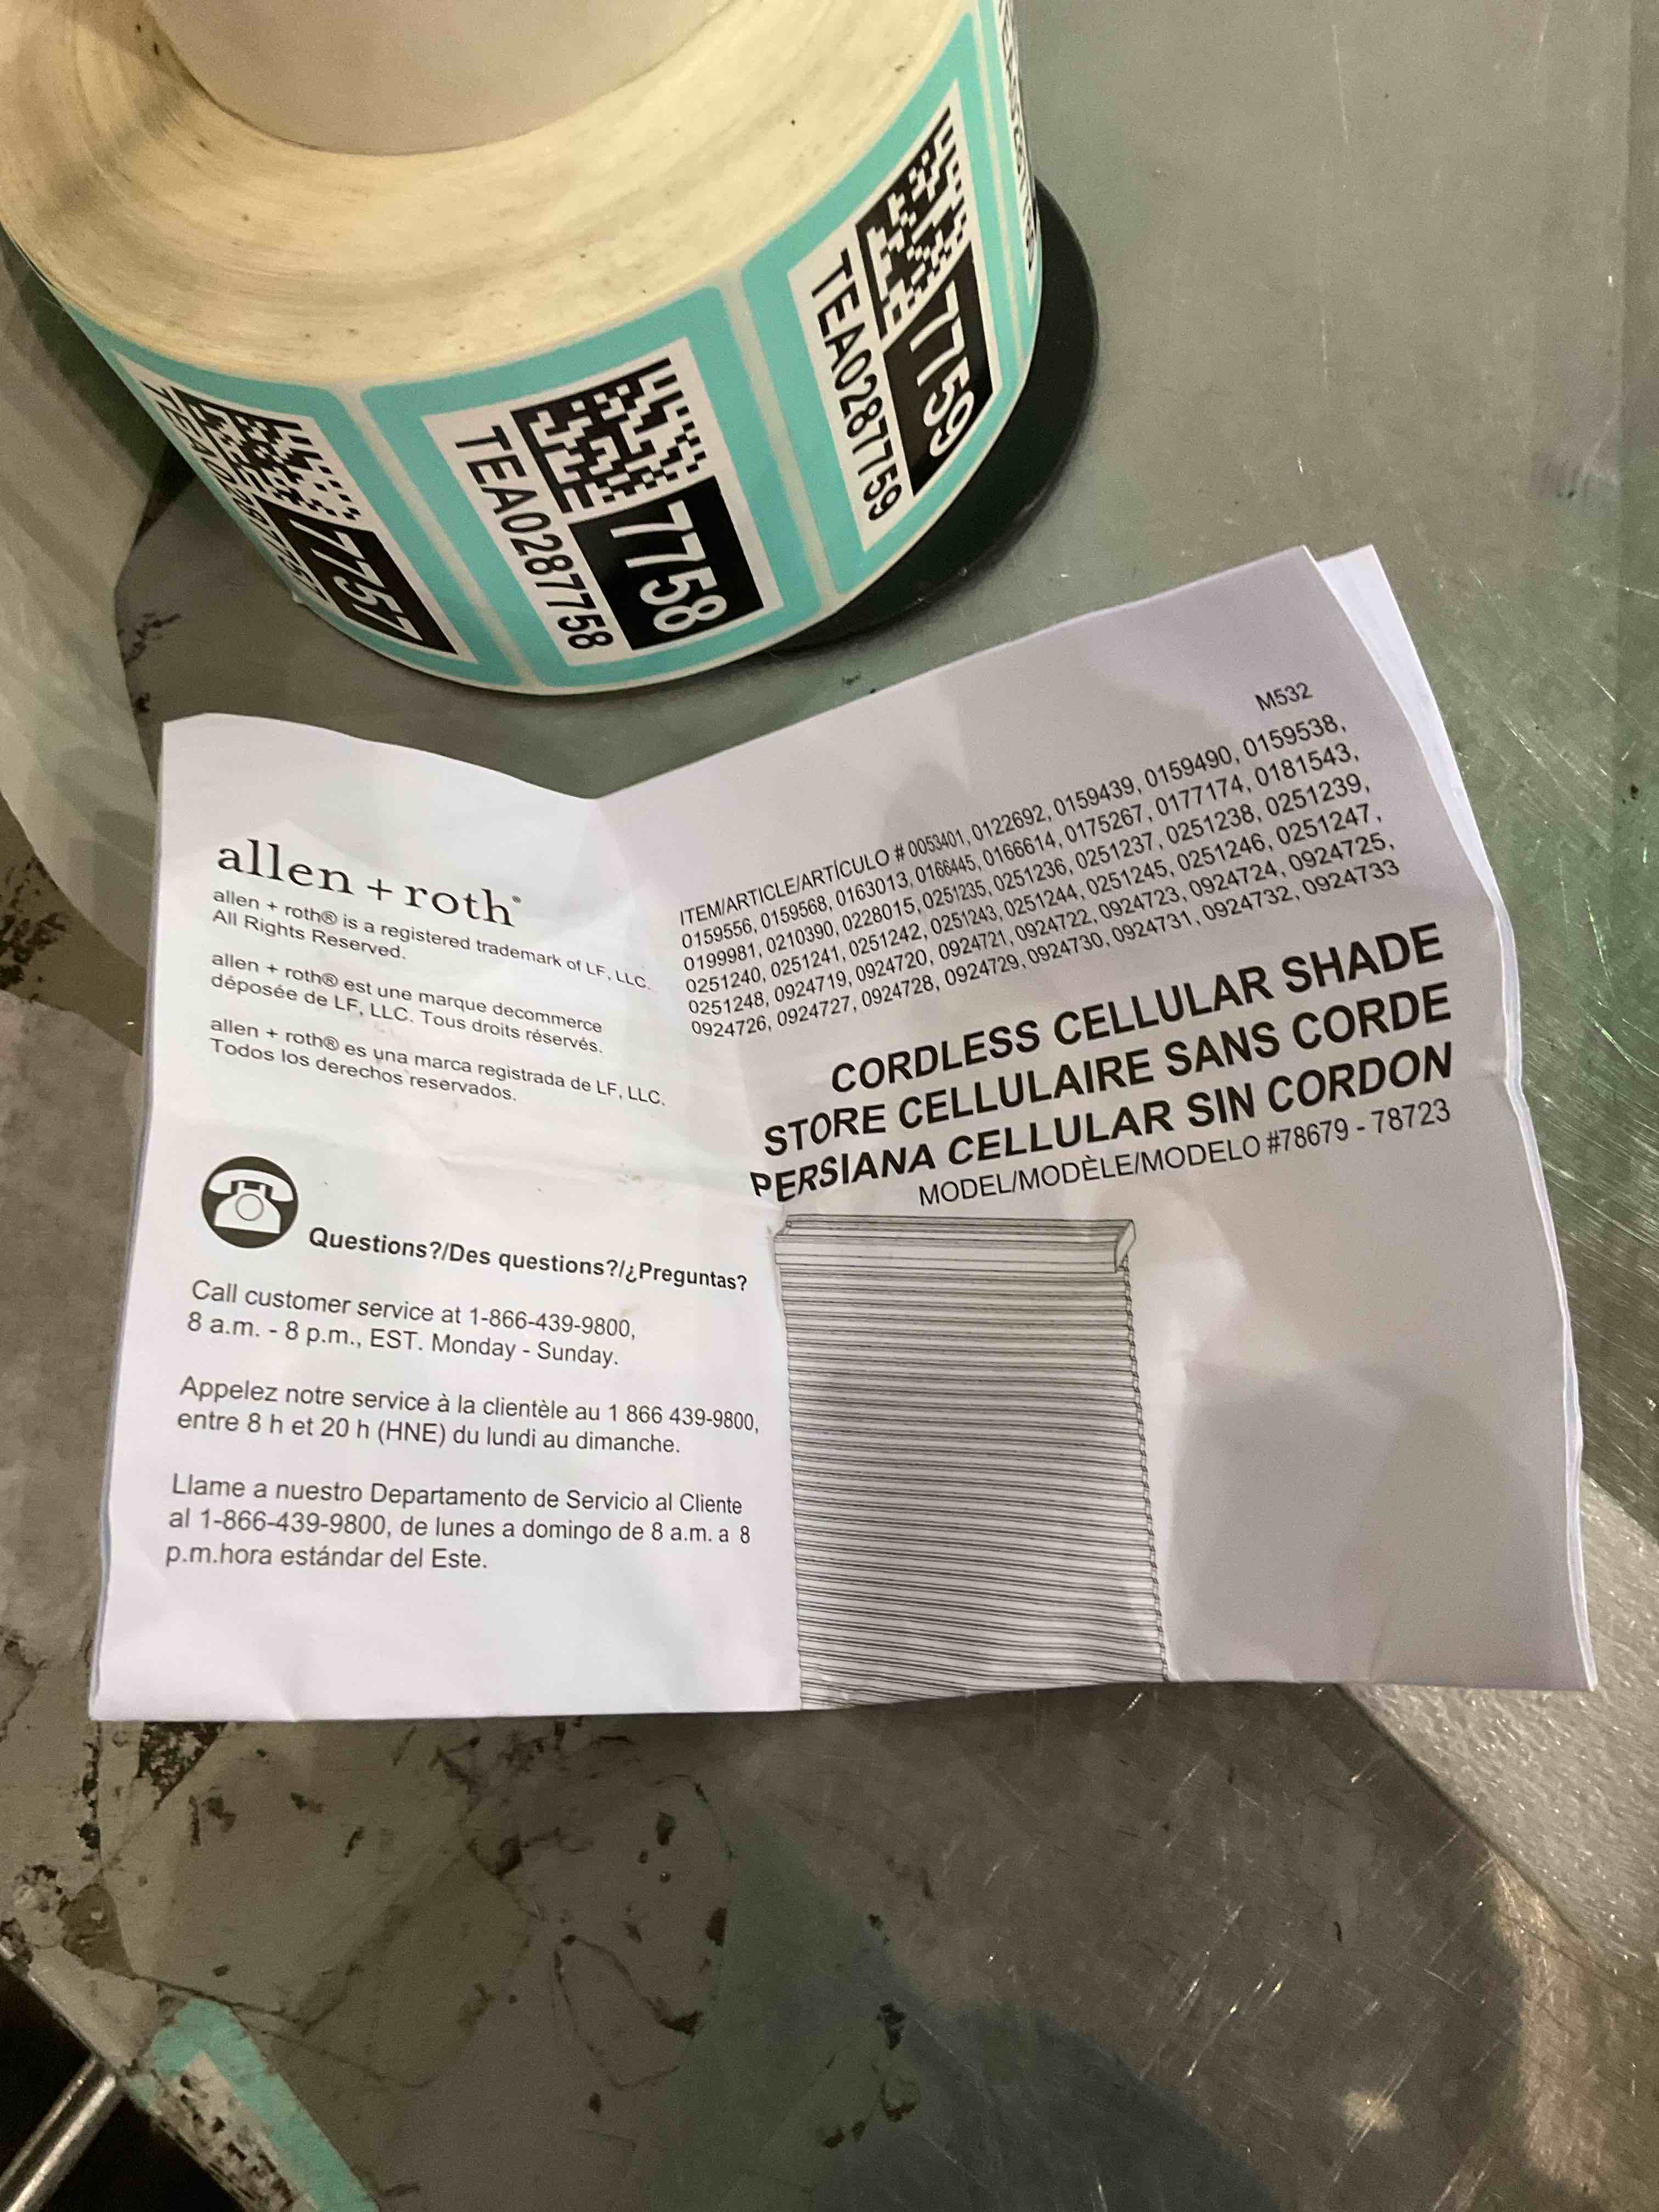 TEA0287757
7757
TEA0287758
7758
TEA0287759
7759
allen + roth®
allen + roth® is a registered trademark of LF, LLC.
All Rights Reserved.
allen + roth® est une marque decommerce
déposée de LF, LLC. Tous droits réservés.
allen + roth® es una marca registrada de LF, LLC.
Todos los derechos reservados.
Questions?/Des questions?/¿Preguntas?
Call customer service at 1-866-439-9800,
8 a.m. - 8 p.m., EST. Monday - Sunday.
Appelez notre service à la clientèle au 1 866 439-9800,
entre 8 h et 20 h (HNE) du lundi au dimanche.
Llame a nuestro Departamento de Servicio al Cliente
al 1-866-439-9800, de lunes a domingo de 8 a.m. a 8
p.m.hora estándar del Este.
M532
ITEM/ARTICLE/ARTÍCULO # 0053401, 0122692, 0159439, 0159490, 0159538,
0159556, 0159568, 0163013, 0166445, 0166614, 0175267, 0177174, 0181543,
0199981, 0210390, 0228015, 0251235, 0251236, 0251237, 0251238, 0251239,
0251240, 0251241, 0251242, 0251243, 0251244, 0251245, 0251246, 0251247,
0251248, 0924719, 0924720, 0924721, 0924722, 0924723, 0924724, 0924725,
0924726, 0924727, 0924728, 0924729, 0924730, 0924731, 0924732, 0924733
CORDLESS CELLULAR SHADE
STORE CELLULAIRE SANS CORDE
PERSIANA CELLULAR SIN CORDON
MODEL/MODÈLE/MODELO #78679 - 78723